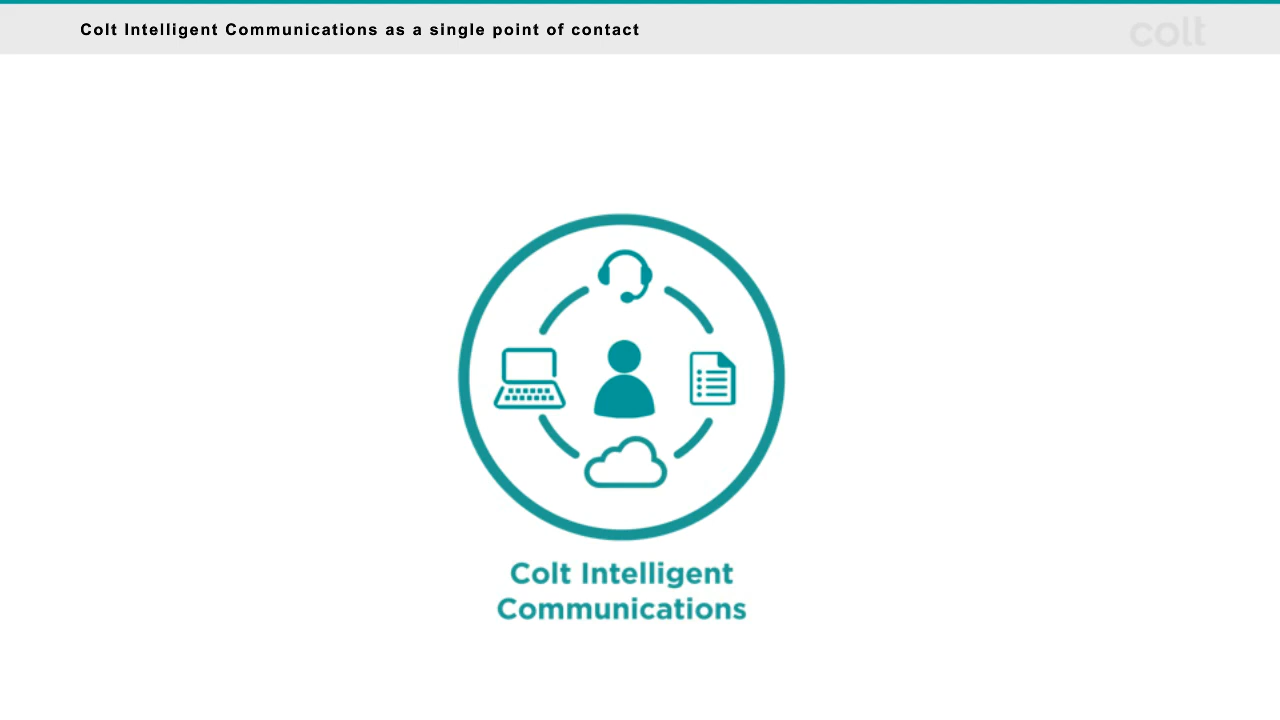 Colt Intelligent Communications as a single point of contact
colt
Colt Intelligent
Communications